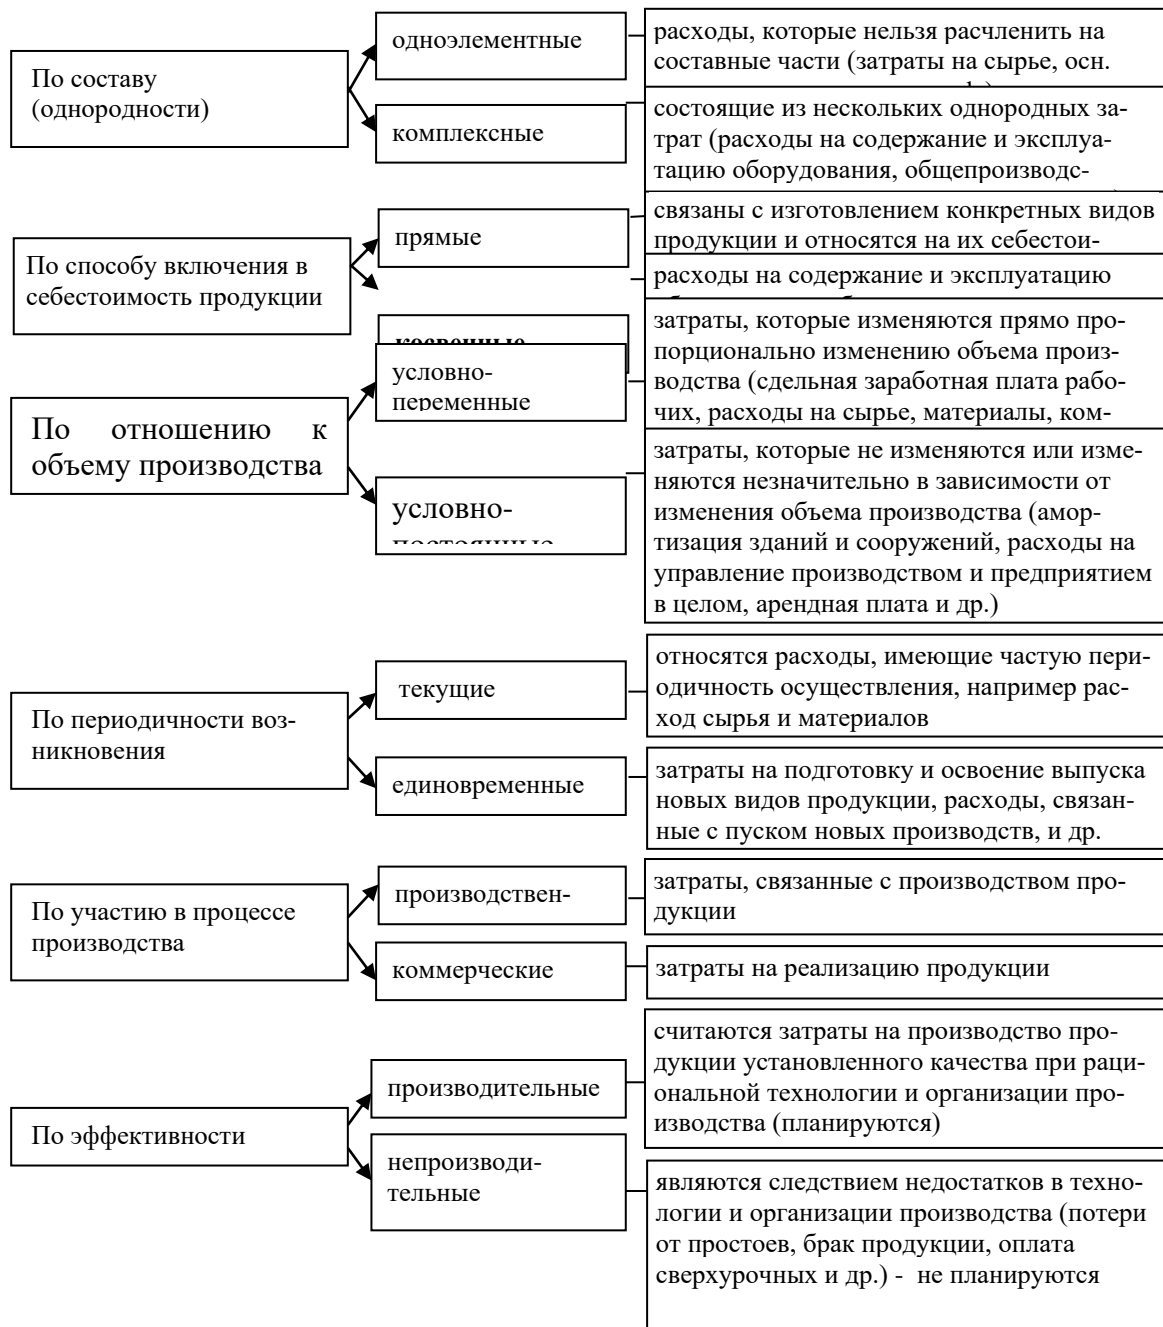 По составу
(однородности)
одноэлементные
расходы, которые нельзя расчленить на
составные части (затраты на сырье, осн.
комплексные
состоящие из нескольких однородных за-
трат (расходы на содержание и эксплуа-
тацию оборудования, общепроизводс-
По способу включения в
себестоимость продукции
прямые
связаны с изготовлением конкретных видов
продукции и относятся на их себестои-
косвенные
расходы на содержание и эксплуатацию
По отношению к
объему производства
условно-
переменные
затраты, которые изменяются прямо про-
порционально изменению объема произ-
водства (сдельная заработная плата рабо-
чих, расходы на сырье, материалы, ком-
условно-
постоянные
затраты, которые не изменяются или изме-
няются незначительно в зависимости от
изменения объема производства (амор-
тизация зданий и сооружений, расходы на
управление производством и предприятием
в целом, арендная плата и др.)
По периодичности воз-
никновения
текущие
относятся расходы, имеющие частую пери-
одичность осуществления, например рас-
ход сырья и материалов
единовременные
затраты на подготовку и освоение выпуска
новых видов продукции, расходы, связан-
ные с пуском новых производств, и др.
По участию в процессе
производства
производствен-
затраты, связанные с производством про-
дукции
коммерческие
затраты на реализацию продукции
По эффективности
производительные
считаются затраты на производство про-
дукции установленного качества при раци-
ональной технологии и организации про-
изводства (планируются)
непроизводи-
тельные
являются следствием недостатков в техно-
логии и организации производства (потери
от простоев, брак продукции, оплата
сверхурочных и др.) - не планируются